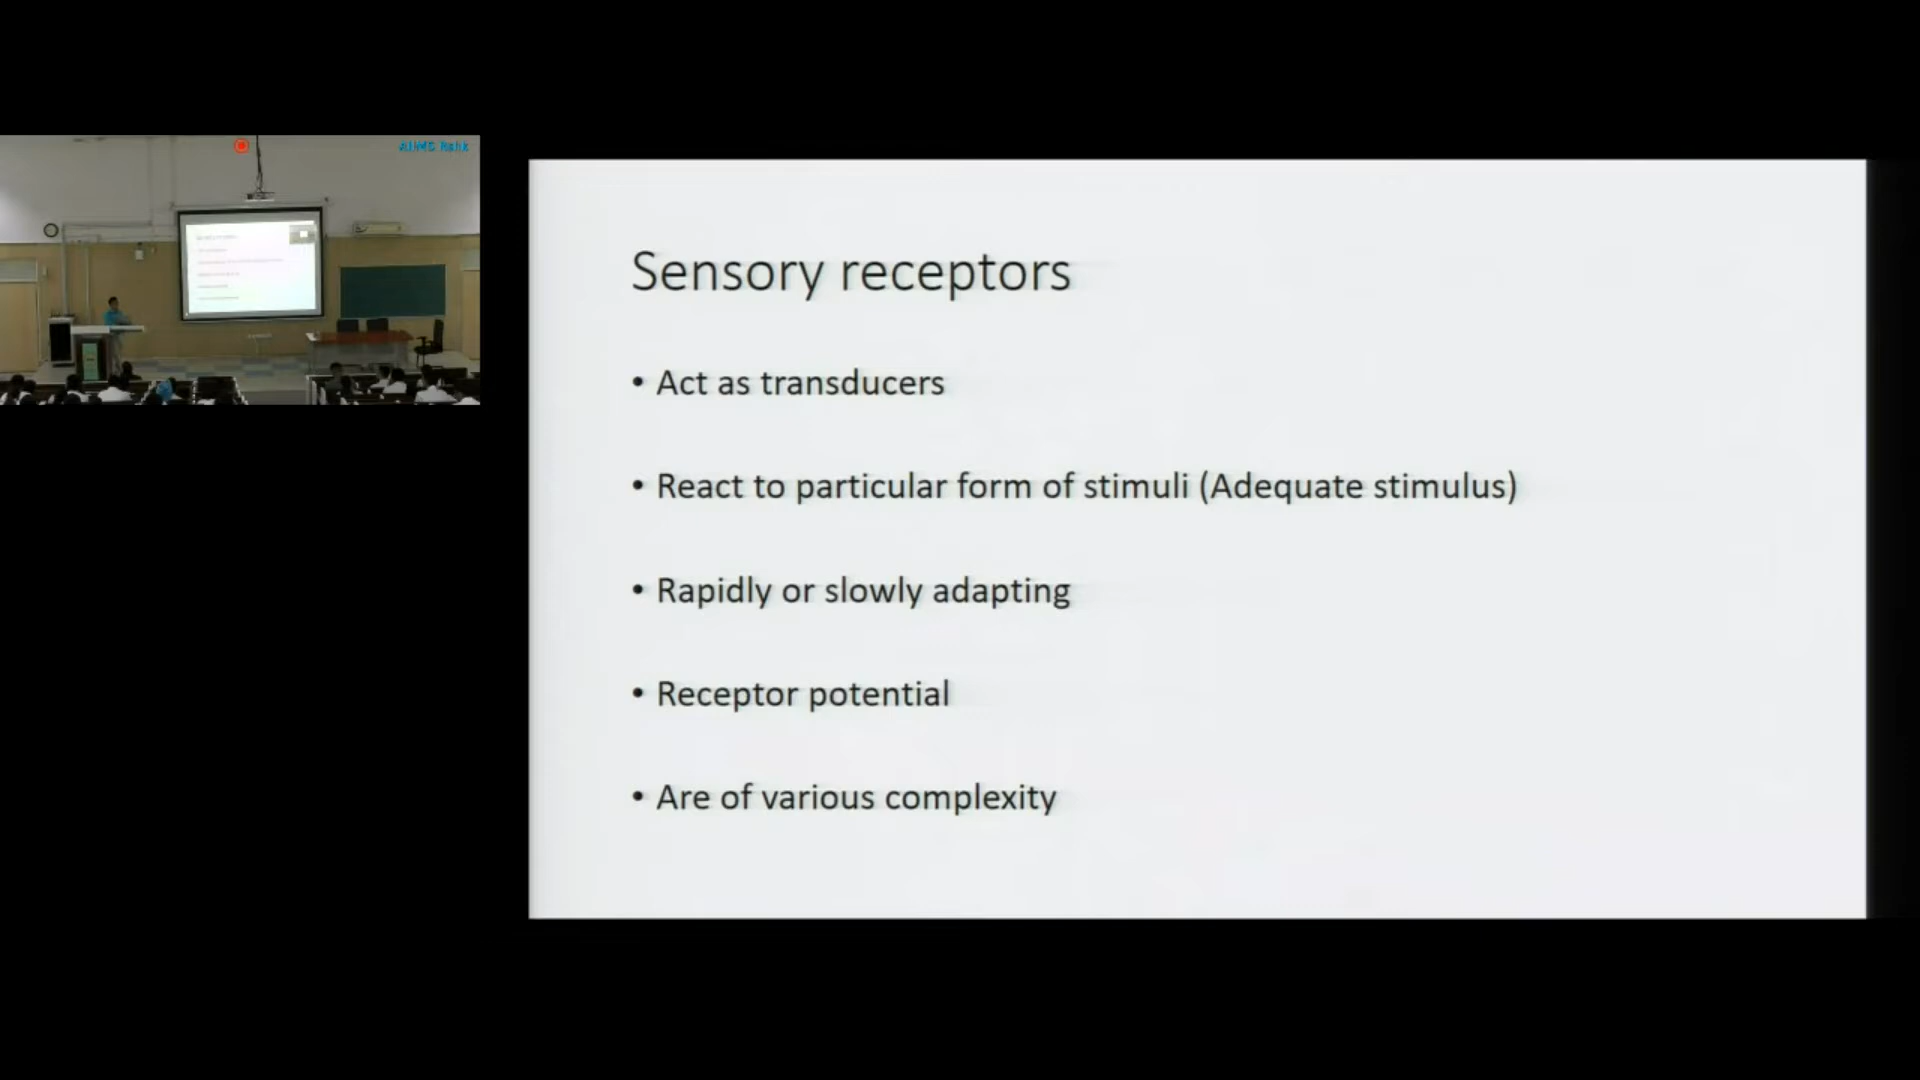 Sensory receptors
• Act as transducers
• React to particular form of stimuli (Adequate stimulus)
• Rapidly or slowly adapting
• Receptor potential
• Are of various complexity